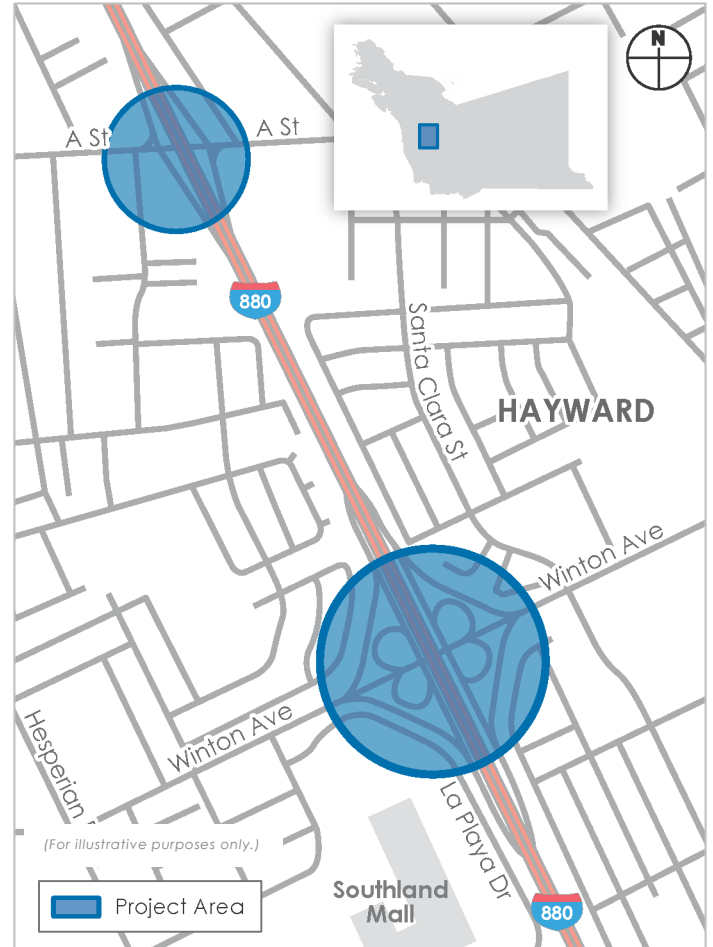 N
A St
A St
880
Santa Clara St
HAYWARD
Winton Ave
Winton Ave
Hesperian
La Playa Dr
(For illustrative purposes only.)
Project Area
Southland
Mall
880